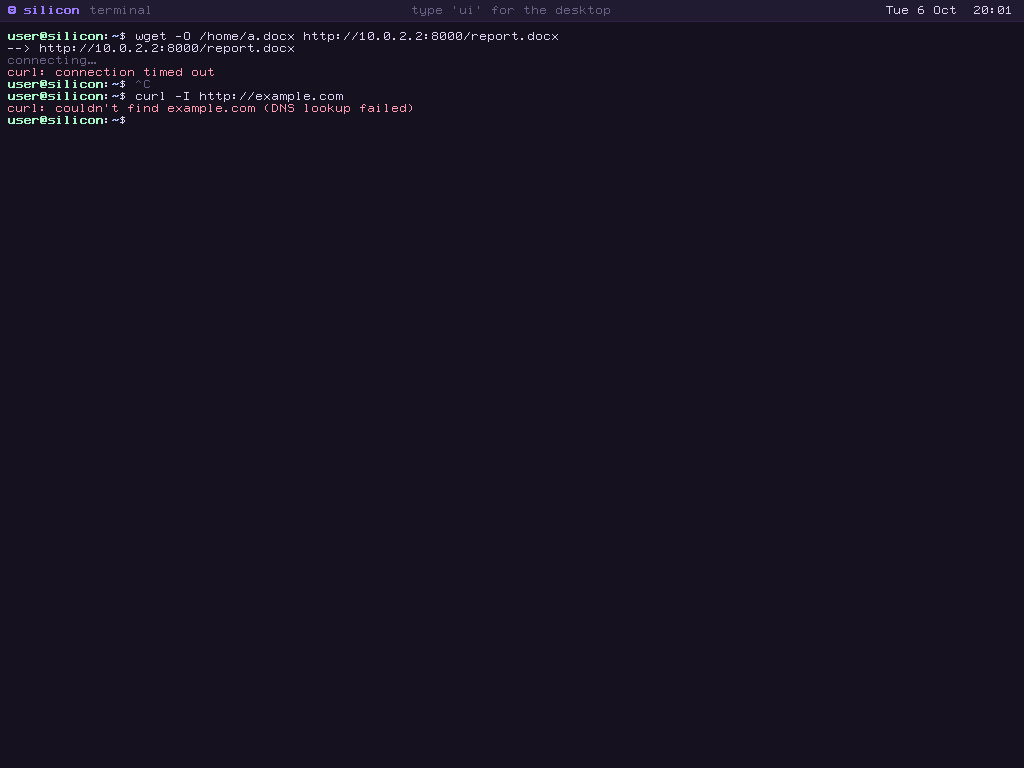 silicon terminal type 'ui' for the desktop Tue 6 Oct 20:01
user@silicon:~$ wget -O /home/a.docx http://10.0.2.2:8000/report.docx
--> http://10.0.2.2:8000/report.docx
connecting…
curl: connection timed out
user@silicon:~$ ^C
user@silicon:~$ curl -I http://example.com
curl: couldn't find example.com (DNS lookup failed)
user@silicon:~$